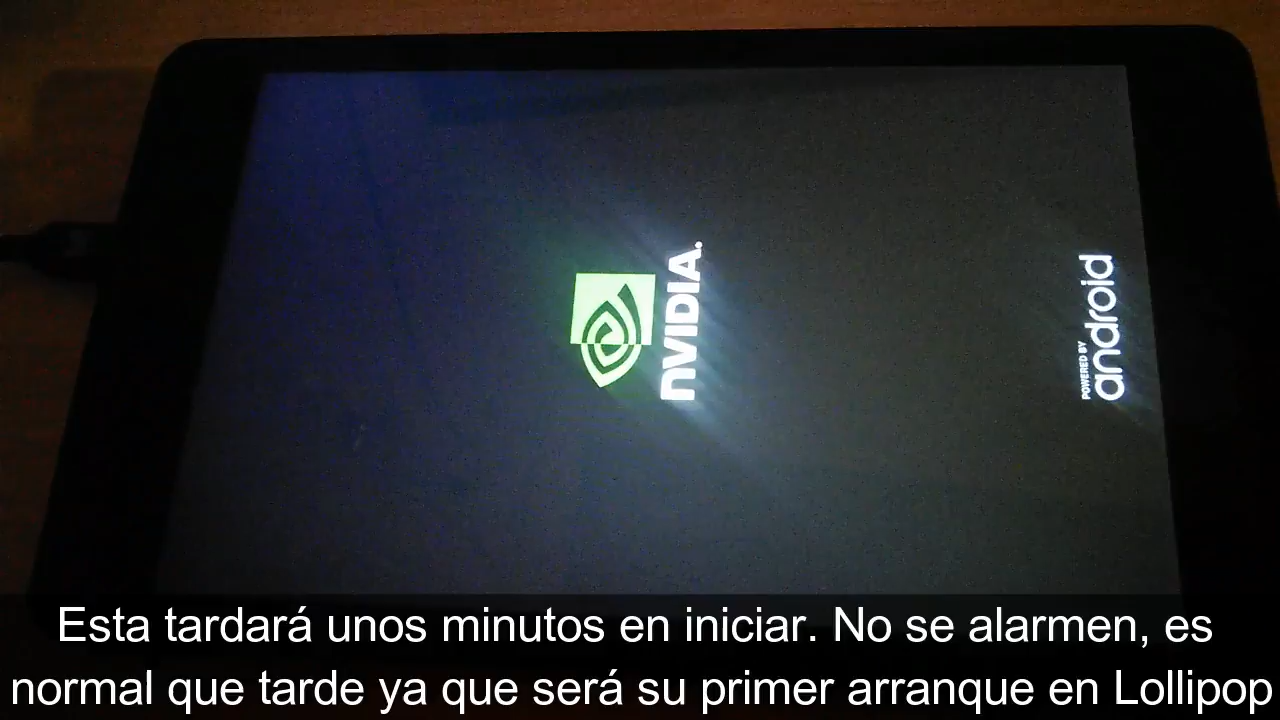 NVIDIA.
POWERED BY
android
Esta tardará unos minutos en iniciar. No se alarmen, es
normal que tarde ya que será su primer arranque en Lollipop